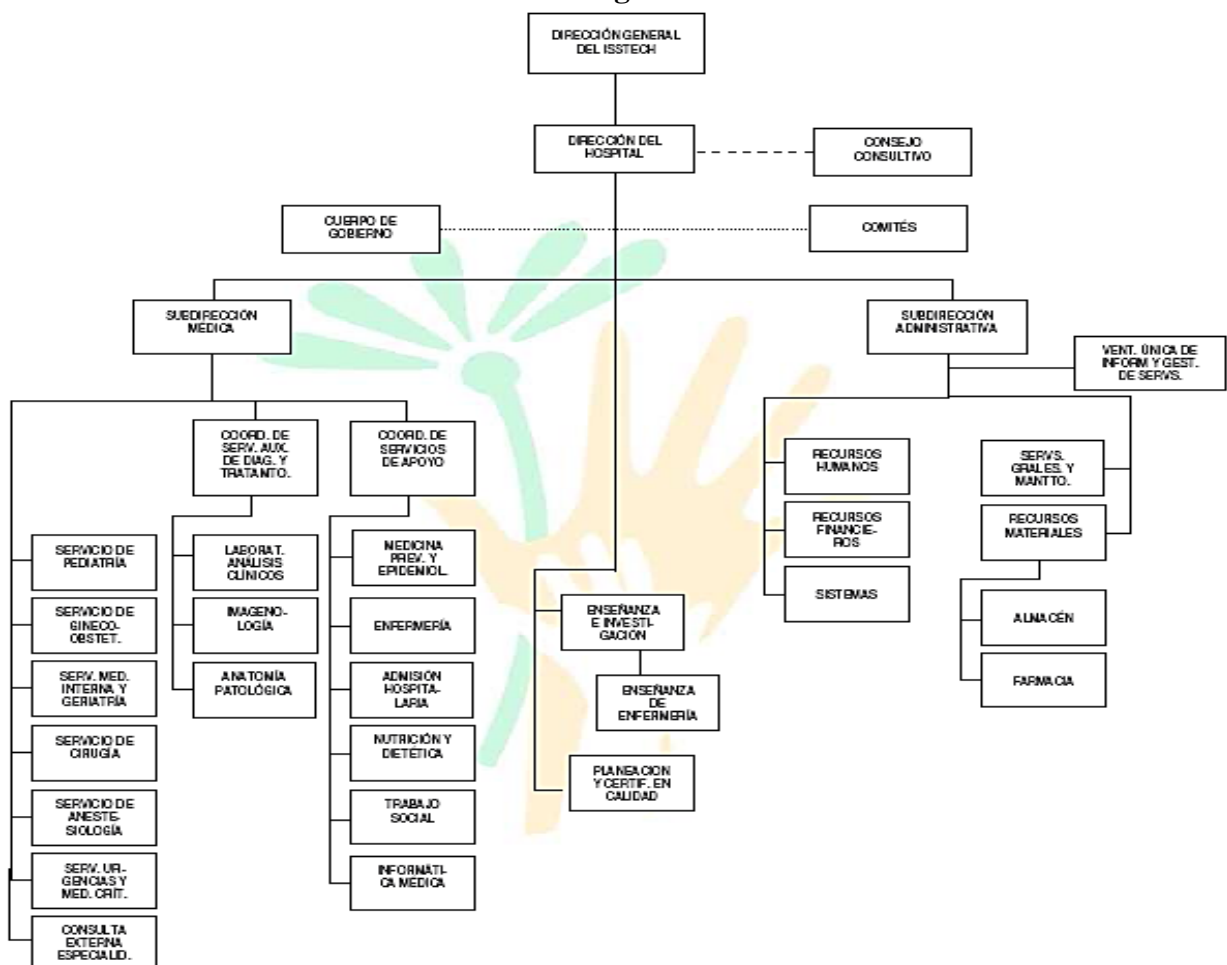 DIRECCIÓN GENERAL
DEL ISSTECH
DIRECCIÓN DEL
HOSPITAL
CONSEJO
CONSULTIVO
CUERPO DE
GOBIERNO
COMITÉS
SUBDIRECCIÓN
MEDICA
SUBDIRECCIÓN
ADMINISTRATIVA
VENT. ÚNICA DE
INFORM Y GEST.
DE SERVS.
COORD. DE
SERV. AUX.
DE DIAG. Y
TRATANTO.
COORD. DE
SERVICIOS
DE APOYO
SERVICIO DE
PEDIATRÍA
SERVICIO DE
GINECO-
OBSTET.
SERV. MED.
INTERNA Y
GERIATRÍA
SERVICIO DE
CIRUGÍA
SERVICIO DE
ANESTE-
SIOLOGÍA
SERV. UR-
GENCIAS Y
MED. CRÍT.
CONSULTA
EXTERNA
ESPECIALID.
LABORAT.
ANÁLISIS
CLÍNICOS
IMAGENO-
LOGÍA
ANATOMÍA
PATOLÓGICA
MEDICINA
PREV. Y
EPIDEMIOL.
ENFERMERÍA
ADMISIÓN
HOSPITA-
LARIA
NUTRICIÓN Y
DIETÉTICA
TRABAJO
SOCIAL
INFORMÁTI-
CA MEDICA
ENSEÑANZA
E INVESTI-
GACIÓN
ENSEÑANZA
DE
ENFERMERÍA
PLANEACION
Y CERTIF. EN
CALIDAD
RECURSOS
HUMANOS
RECURSOS
FINANCIE-
ROS
SISTEMAS
SERVS.
GRALES. Y
MANTTO.
RECURSOS
MATERIALES
ALMACÉN
FARMACIA